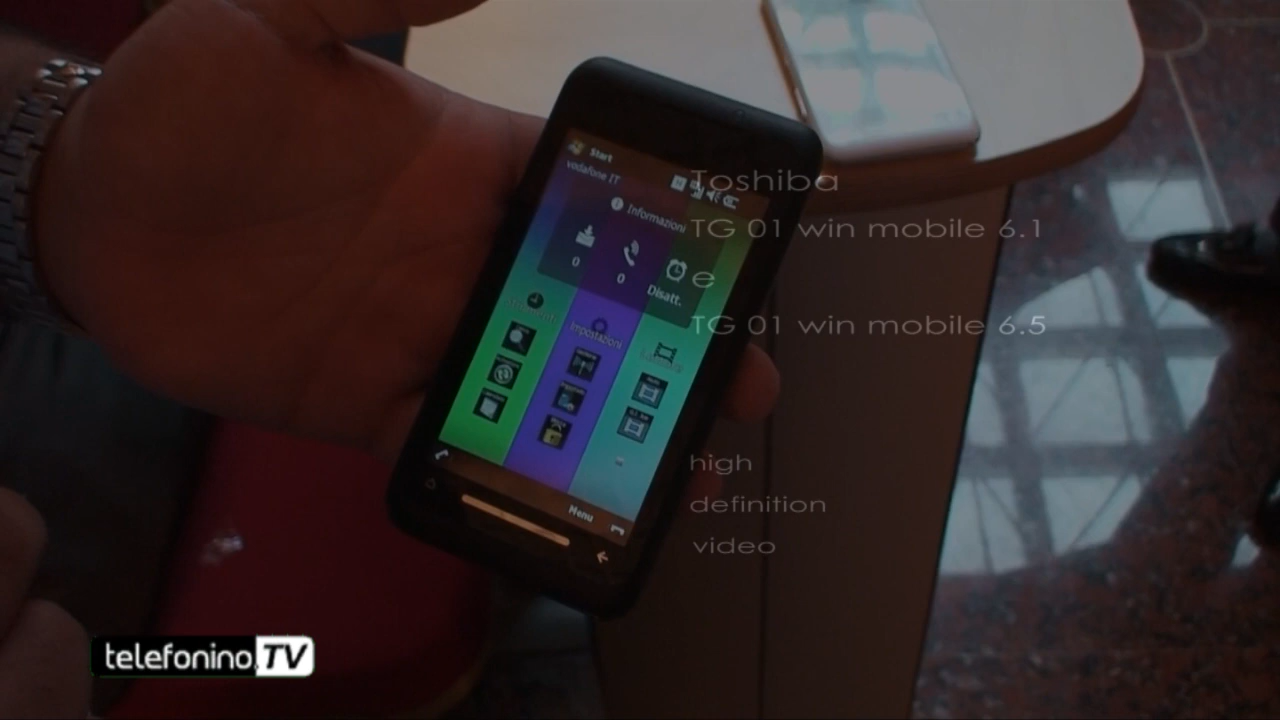 Start
vodafone IT
Informazioni
0
0
Disatt.
Impostazioni
Menu
Toshiba
TG 01 win mobile 6.1
e
TG 01 win mobile 6.5
high
definition
video
telefonino.TV